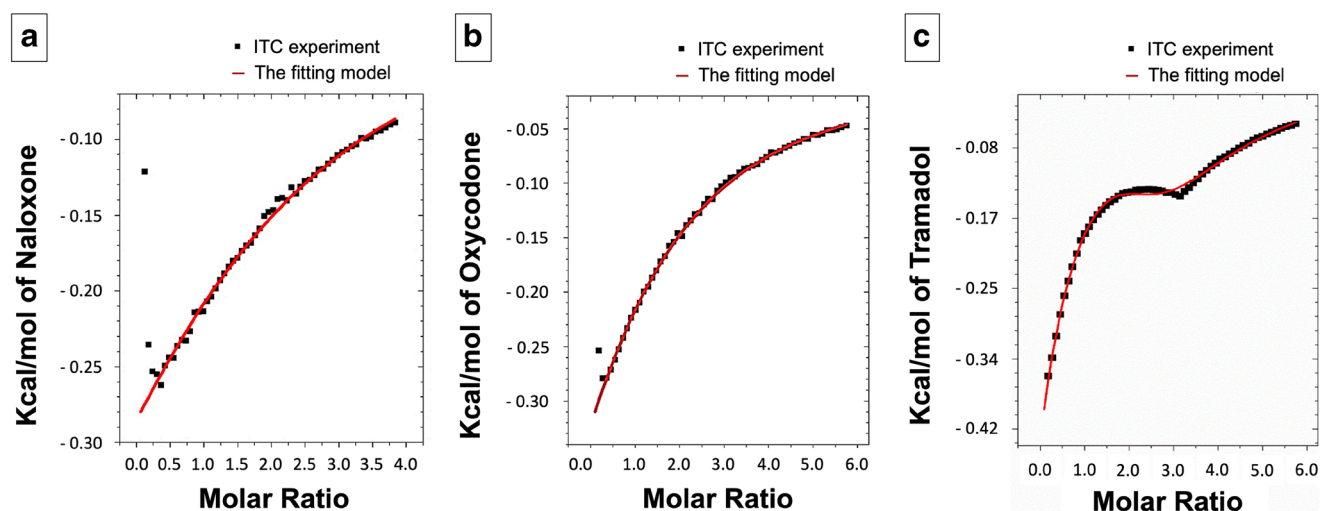 a
ITC experiment
The fitting model
Kcal/mol of Naloxone
- 0.10
- 0.15
- 0.20
- 0.25
- 0.30
0.0 0.5 1.0 1.5 2.0 2.5 3.0 3.5 4.0
Molar Ratio
b
ITC experiment
The fitting model
Kcal/mol of Oxycodone
- 0.05
- 0.10
- 0.15
- 0.20
- 0.25
- 0.30
0.0 1.0 2.0 3.0 4.0 5.0 6.0
Molar Ratio
c
ITC experiment
The fitting model
Kcal/mol of Tramadol
- 0.08
- 0.17
- 0.25
- 0.34
- 0.42
0.0 1.0 2.0 3.0 4.0 5.0 6.0
Molar Ratio